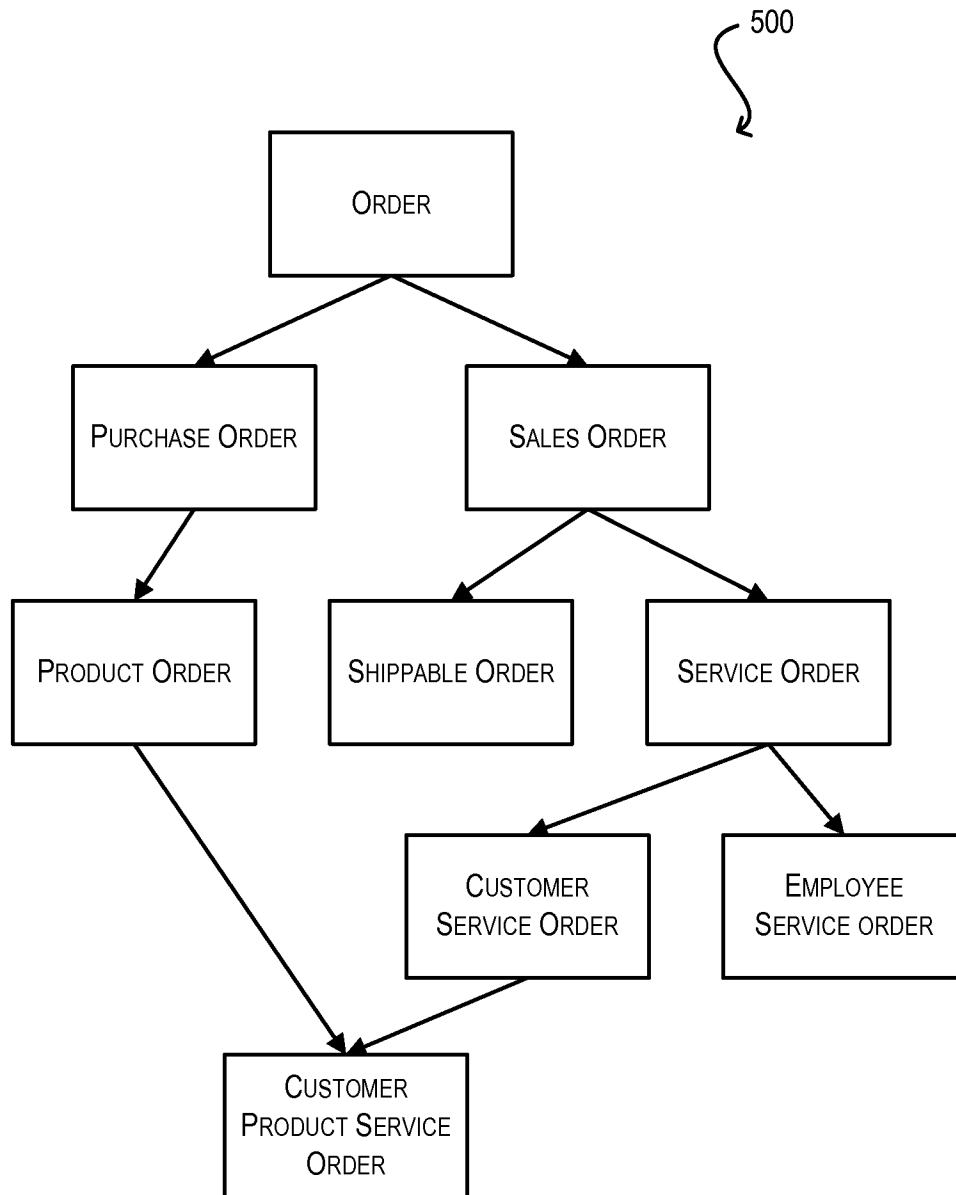 500
ORDER
PURCHASE ORDER
SALES ORDER
PRODUCT ORDER
SHIPPABLE ORDER
SERVICE ORDER
CUSTOMER
SERVICE ORDER
EMPLOYEE
SERVICE ORDER
CUSTOMER
PRODUCT SERVICE
ORDER